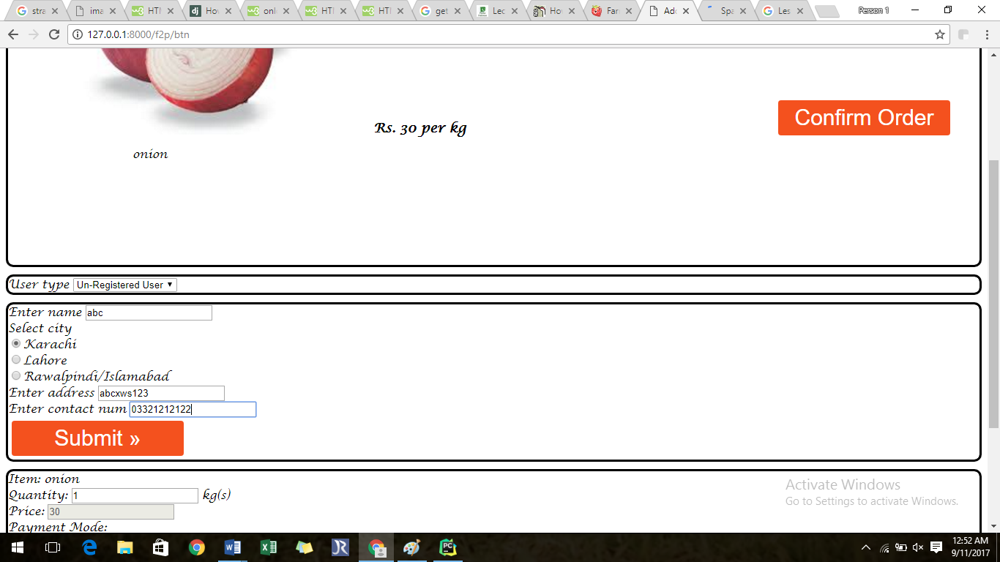 stra
ima
HTI
Hov
onli
HTI
HTI
get
Lec
Hov
Far
Ad
Spa
Les
Person 1
127.0.0.1:8000/f2p/btn
Rs. 30 per kg
Confirm Order
onion
User type Un-Registered User
Enter name abc
Select city
Karachi
Lahore
Rawalpindi/Islamabad
Enter address abcxws123
Enter contact num 03321212122
Submit »
Item: onion
Quantity: 1 kg(s)
Price: 30
Payment Mode:
Activate Windows
Go to Settings to activate Windows.
12:52 AM
9/11/2017